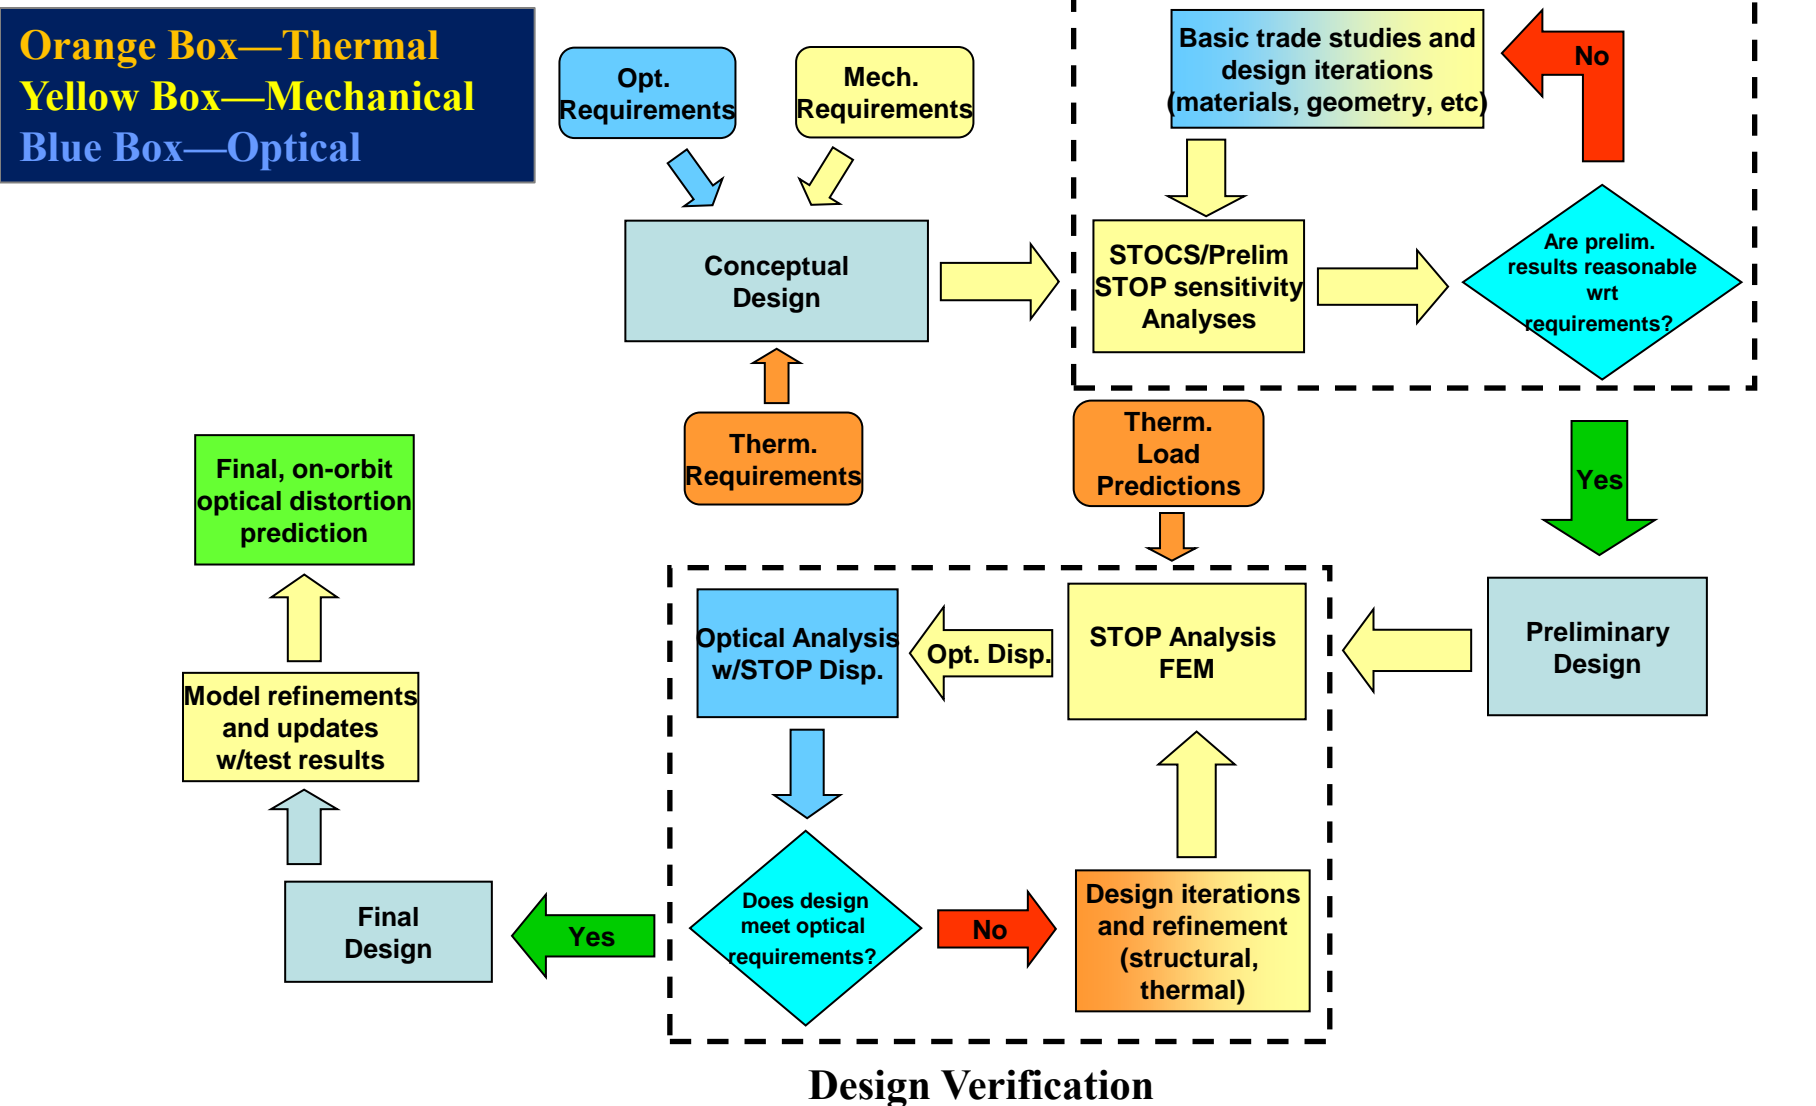 Orange Box—Thermal
Yellow Box—Mechanical
Blue Box—Optical
Opt.
Requirements
Mech.
Requirements
Basic trade studies and
design iterations
(materials, geometry, etc)
No
Conceptual
Design
STOCS/Prelim
STOP sensitivity
Analyses
Are prelim.
results reasonable
wrt
requirements?
Therm.
Requirements
Therm.
Load
Predictions
Yes
Final, on-orbit
optical distortion
prediction
Optical Analysis
w/STOP Disp.
Opt. Disp.
STOP Analysis
FEM
Preliminary
Design
Model refinements
and updates
w/test results
Final
Design
Yes
Does design
meet optical
requirements?
No
Design iterations
and refinement
(structural,
thermal)
Design Verification